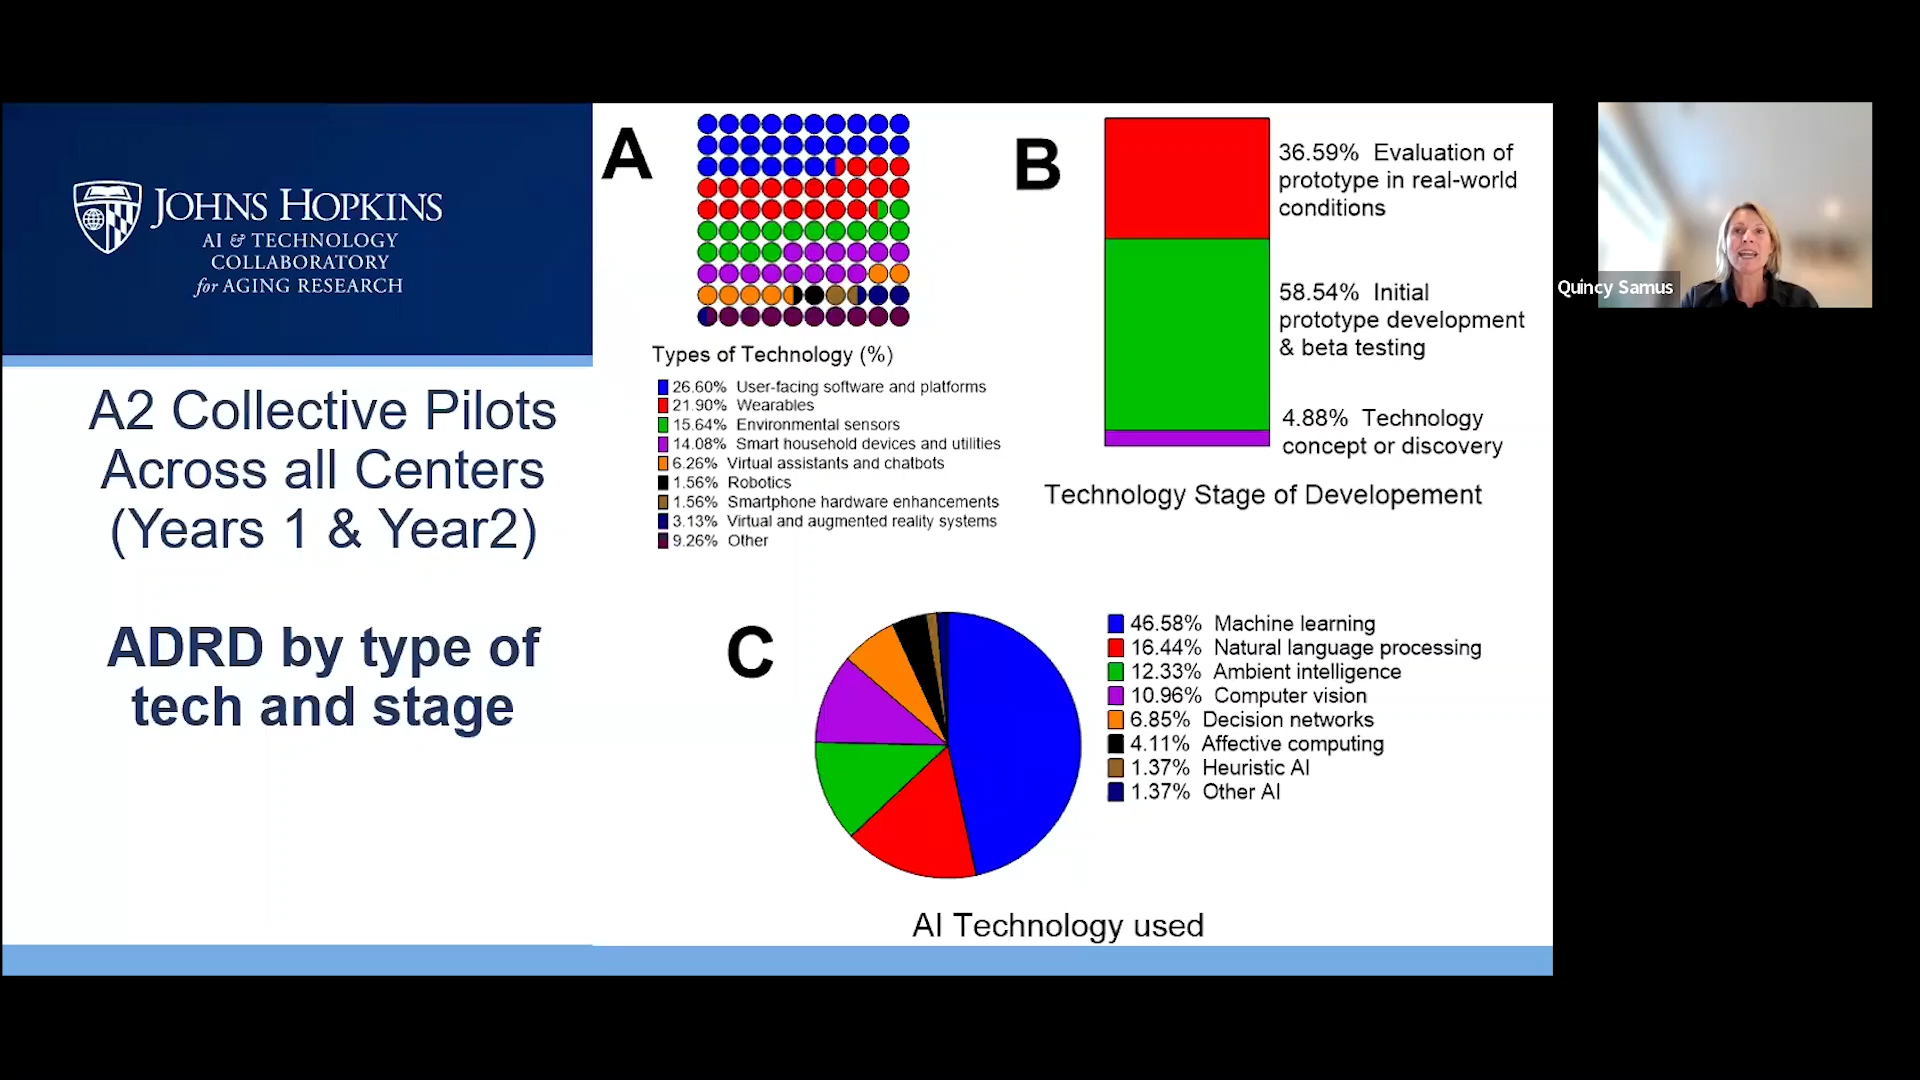 JOHNS HOPKINS
AI & TECHNOLOGY
COLLABORATORY
for AGING RESEARCH
A2 Collective Pilots
Across all Centers
(Years 1 & Year2)
ADRD by type of
tech and stage
A
Types of Technology (%)
26.60% User-facing software and platforms
21.90% Wearables
15.64% Environmental sensors
14.08% Smart household devices and utilities
6.26% Virtual assistants and chatbots
1.56% Robotics
1.56% Smartphone hardware enhancements
3.13% Virtual and augmented reality systems
9.26% Other
B
36.59% Evaluation of
prototype in real-world
conditions
58.54% Initial
prototype development
& beta testing
4.88% Technology
concept or discovery
Technology Stage of Developement
C
46.58% Machine learning
16.44% Natural language processing
12.33% Ambient intelligence
10.96% Computer vision
6.85% Decision networks
4.11% Affective computing
1.37% Heuristic AI
1.37% Other AI
AI Technology used
Quincy Samus